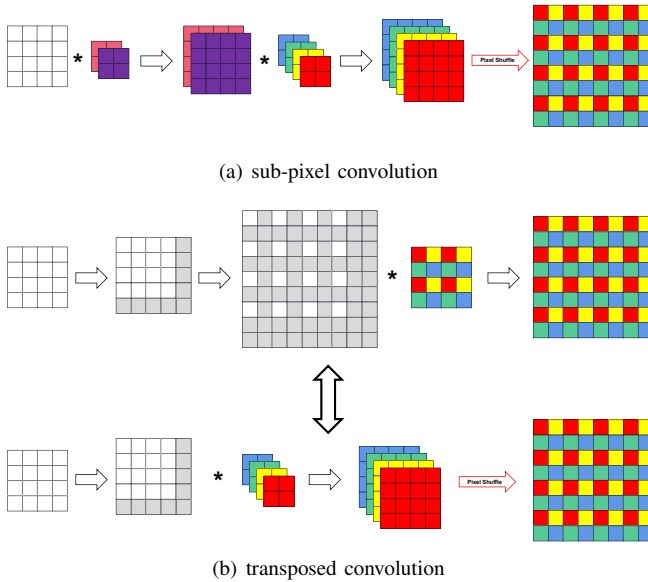 *
*
Pixel Shuffle
(a) sub-pixel convolution
*
*
Pixel Shuffle
(b) transposed convolution